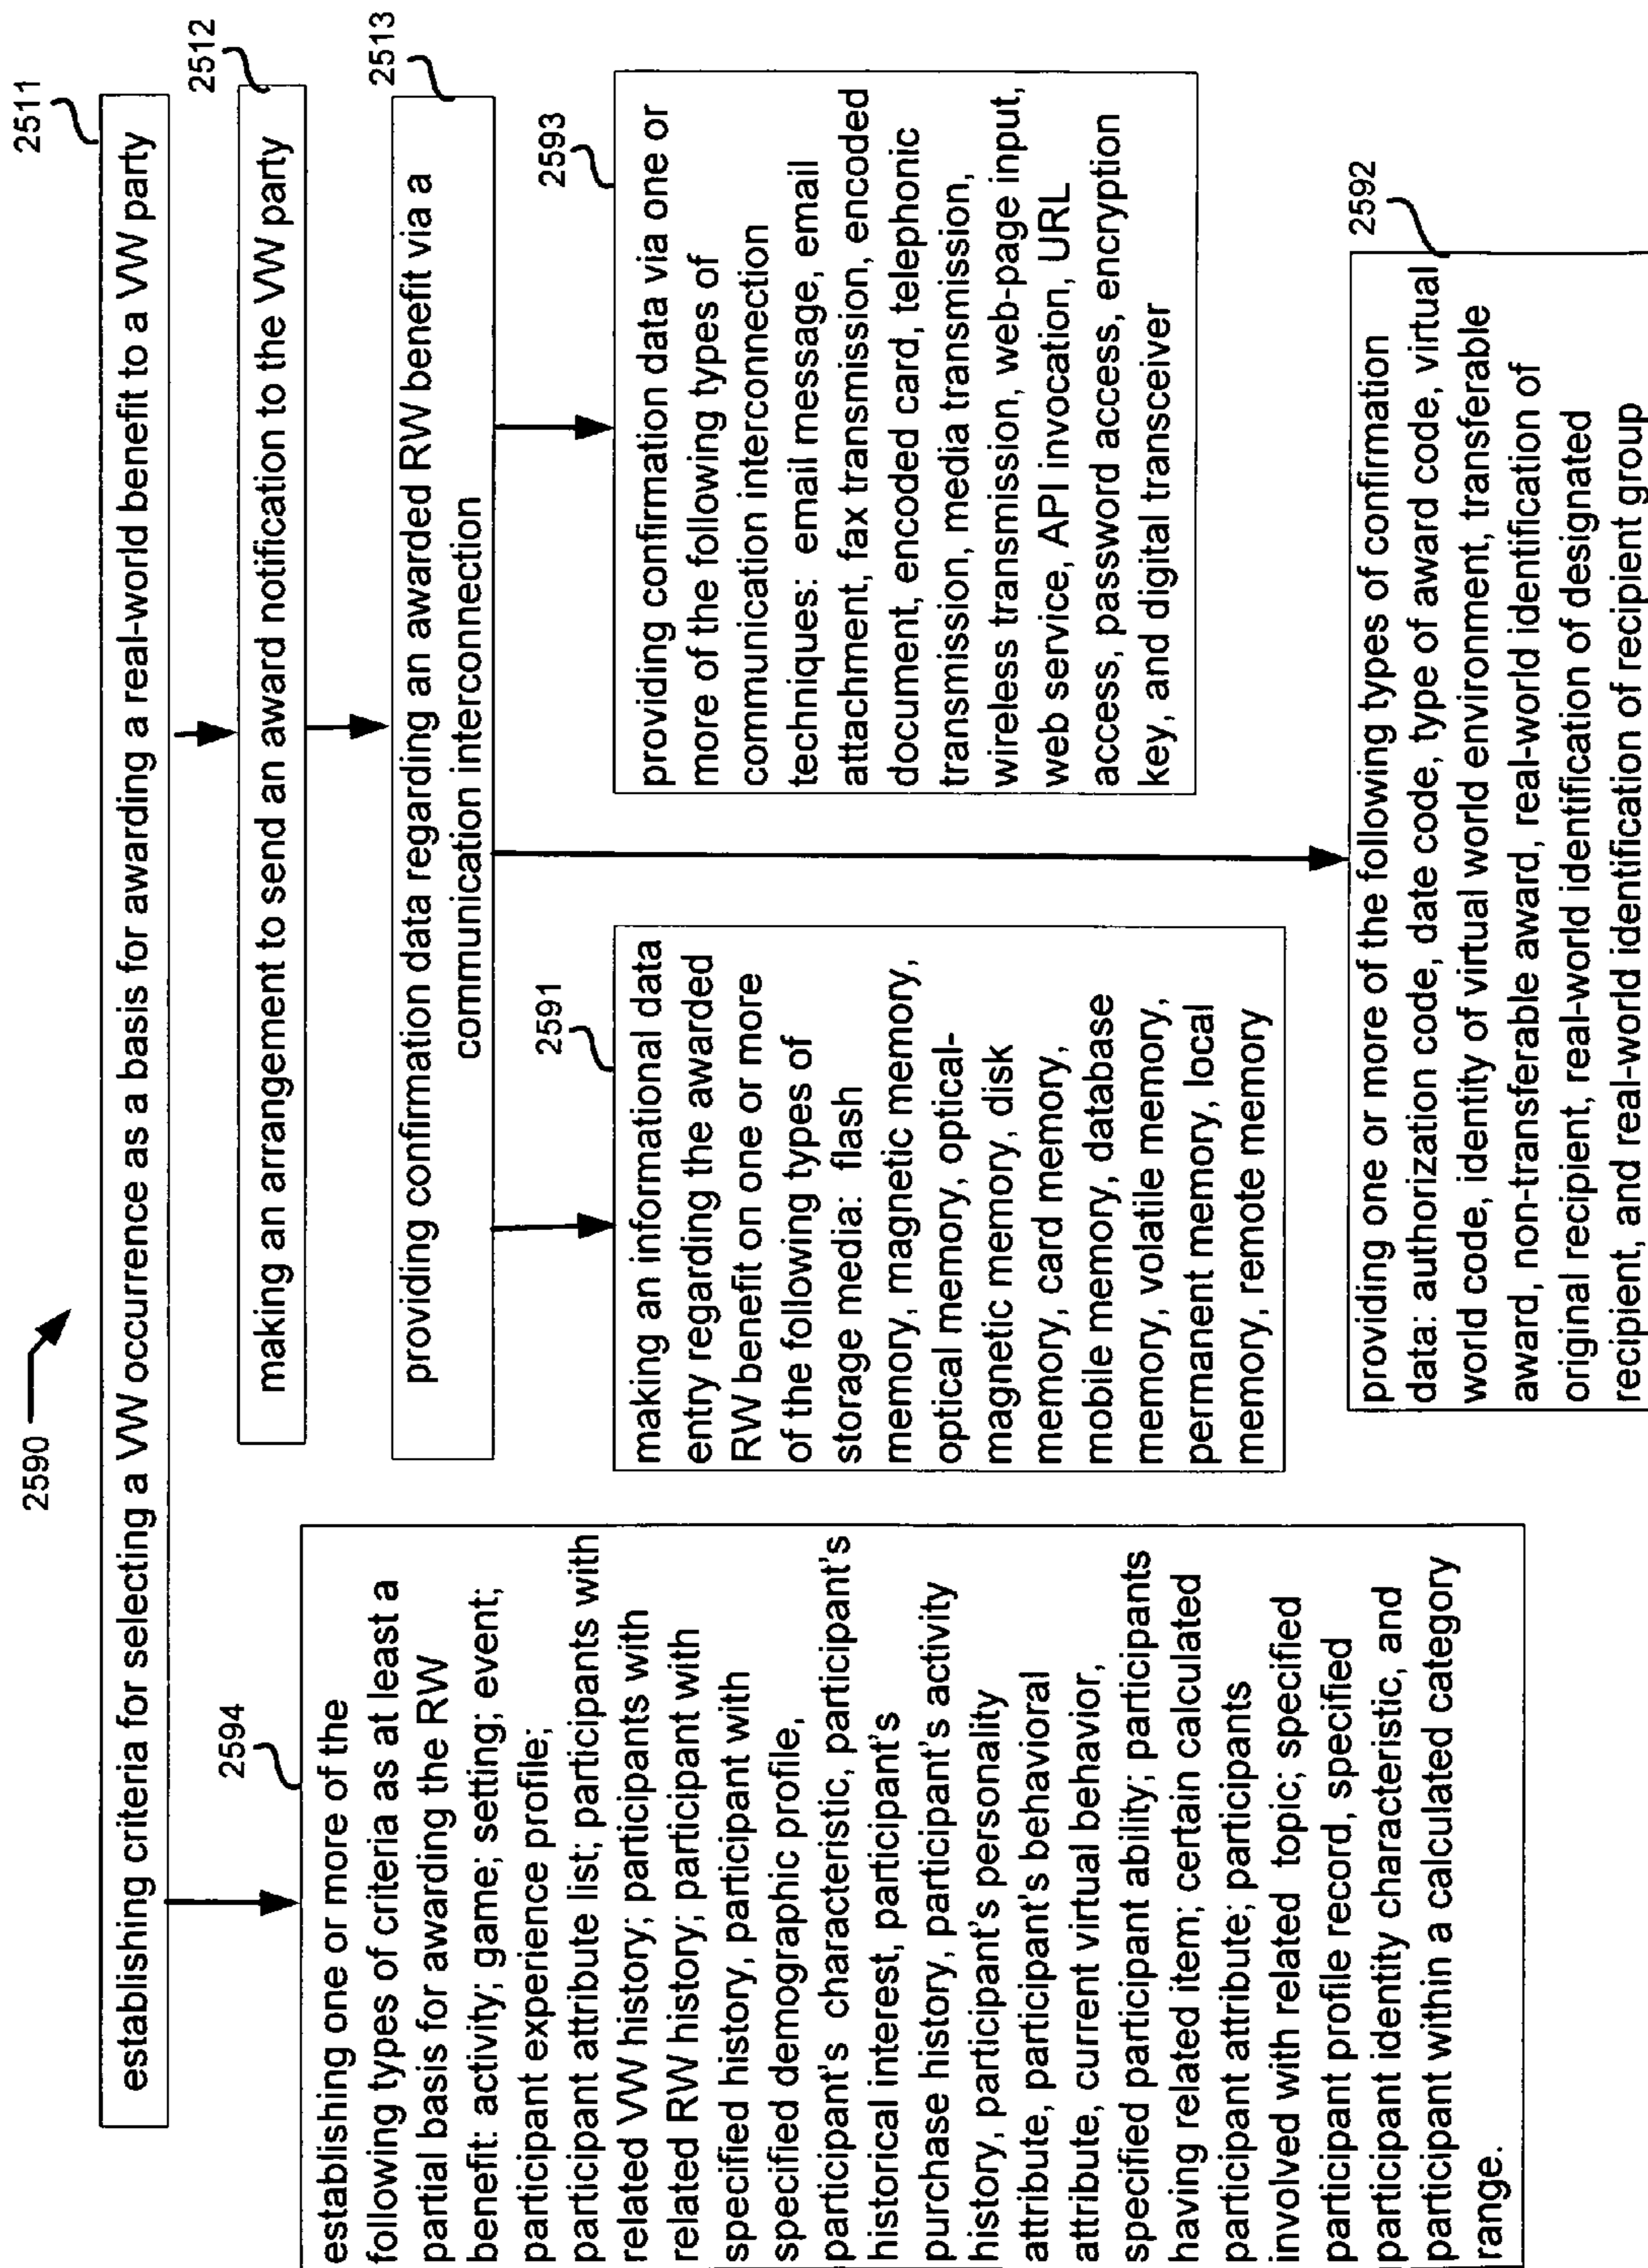 2590
2511
establishing criteria for selecting a VW occurrence as a basis for awarding a real-world benefit to a VW party
2512
making an arrangement to send an award notification to the VW party
2513
providing confirmation data regarding an awarded RW benefit via a
communication interconnection
2594
establishing one or more of the
following types of criteria as at least a
partial basis for awarding the RW
benefit: activity; game; setting; event;
participant experience profile;
participant attribute list; participants with
related VW history; participants with
related RW history; participant with
specified history, participant with
specified demographic profile,
participant's characteristic, participant's
historical interest, participant's
purchase history, participant's activity
history, participant's personality
attribute, participant's behavioral
attribute, current virtual behavior,
specified participant ability; participants
having related item; certain calculated
participant attribute; participants
involved with related topic; specified
participant profile record, specified
participant identity characteristic, and
participant within a calculated category
range.
2591
making an informational data
entry regarding the awarded
RW benefit on one or more
of the following types of
storage media: flash
memory, magnetic memory,
optical memory, optical-
magnetic memory, disk
memory, card memory,
mobile memory, database
memory, volatile memory,
permanent memory, local
memory, remote memory
2593
providing confirmation data via one or
more of the following types of
communication interconnection
techniques: email message, email
attachment, fax transmission, encoded
document, encoded card, telephonic
transmission, media transmission,
wireless transmission, web-page input,
web service, API invocation, URL
access, password access, encryption
key, and digital transceiver
2592
providing one or more of the following types of confirmation
data: authorization code, date code, type of award code, virtual
world code, identity of virtual world environment, transferable
award, non-transferable award, real-world identification of
original recipient, real-world identification of designated
recipient, and real-world identification of recipient group